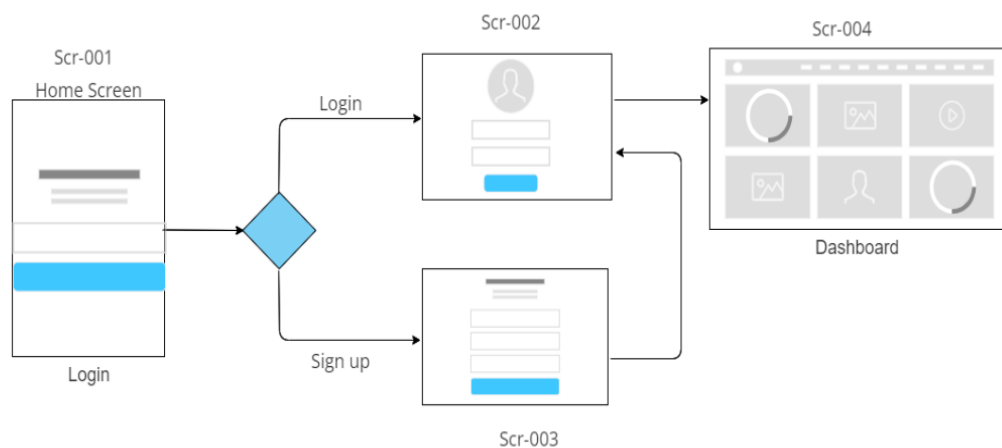 Scr-001
Home Screen
Login
Login
Sign up
Scr-002
Scr-003
Scr-004
Dashboard